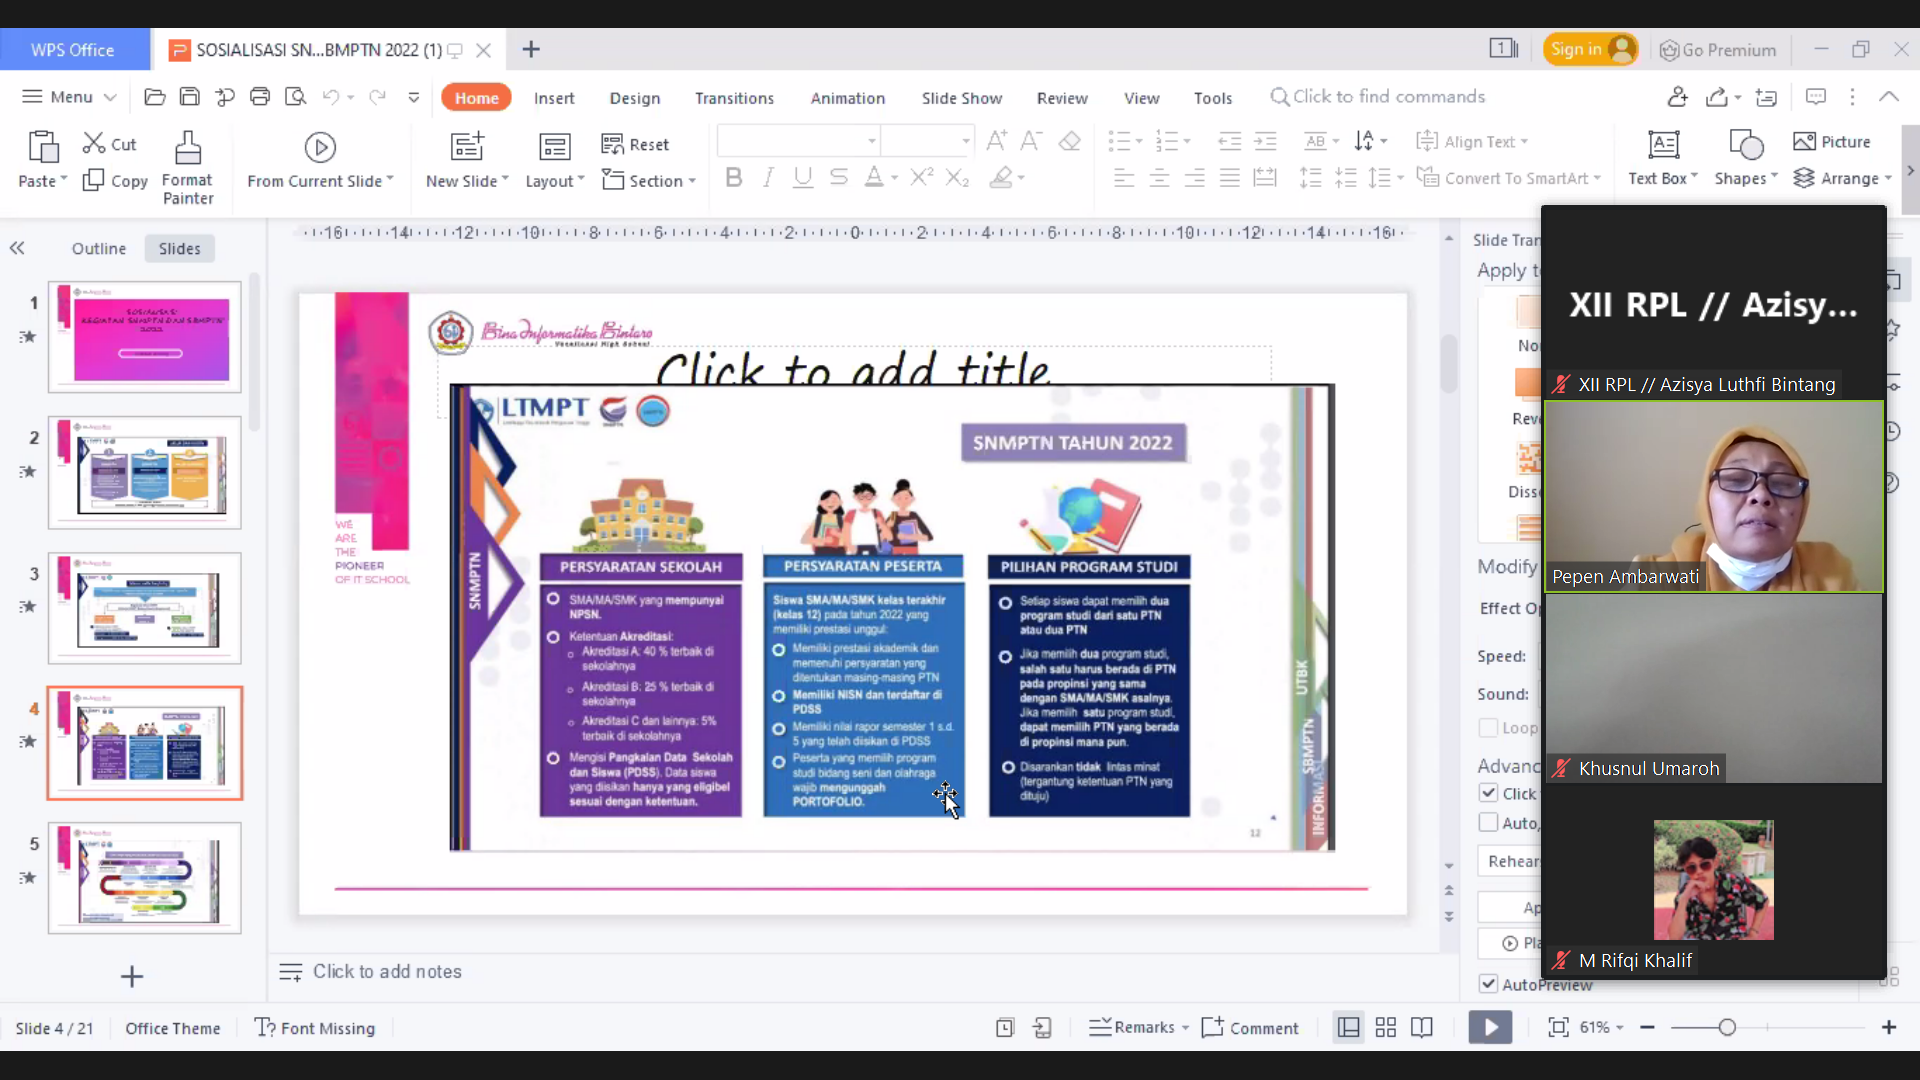 WPS Office
SOSIALISASI SN...BMPTN 2022 (1)
Sign in
Go Premium
Menu
Home
Insert
Design
Transitions
Animation
Slide Show
Review
View
Tools
Click to find commands
Paste
Cut
Copy
Format
Painter
From Current Slide
New Slide
Layout
Reset
Section
Align Text
Convert To SmartArt
Text Box
Shapes
Picture
Arrange
Outline
Slides
1
2
3
4
5
Bina Informatika Bintaro
Vocational High School
Click to add title
WE
ARE
THE
PIONEER
OF IT SCHOOL
LTMPT
SNMPTN TAHUN 2022
SNMPTN
PERSYARATAN SEKOLAH
SMA/MA/SMK yang mempunyai
NPSN.
Ketentuan Akreditasi:
Akreditasi A: 40 % terbaik di
sekolahnya
Akreditasi B: 25 % terbaik di
sekolahnya
Akreditasi C dan lainnya: 5%
terbaik di sekolahnya
Mengisi Pangkalan Data Sekolah
dan Siswa (PDSS). Data siswa
yang diisikan hanya yang eligibel
sesuai dengan ketentuan.
PERSYARATAN PESERTA
Siswa SMA/MA/SMK kelas terakhir
(kelas 12) pada tahun 2022 yang
memiliki prestasi unggul:
Memiliki prestasi akademik dan
memenuhi persyaratan yang
ditentukan masing-masing PTN
Memiliki NISN dan terdaftar di
PDSS
Memiliki nilai rapor semester 1 s.d.
5 yang telah diisikan di PDSS
Peserta yang memilih program
studi bidang seni dan olahraga
wajib mengunggah
PORTOFOLIO.
PILIHAN PROGRAM STUDI
Setiap siswa dapat memilih dua
program studi dari satu PTN
atau dua PTN
Jika memilih dua program studi,
salah satu harus berada di PTN
pada propinsi yang sama
dengan SMA/MA/SMK asalnya.
Jika memilih satu program studi,
dapat memilih PTN yang berada
di propinsi mana pun.
Disarankan tidak lintas minat
(tergantung ketentuan PTN yang
dituju)
UTBK
SBMPTN
INFORMASI
12
Slide Tran
Apply to
No
Rev
Disso
Modify
Effect Op
Speed:
Sound:
Loop
Advanc
Click
Auto,
Rehear
Ap
Pla
AutoPreview
XII RPL // Azisy...
XII RPL // Azisya Luthfi Bintang
Pepen Ambarwati
Khusnul Umaroh
M Rifqi Khalif
Click to add notes
Slide 4 / 21
Office Theme
Font Missing
Remarks
Comment
61%